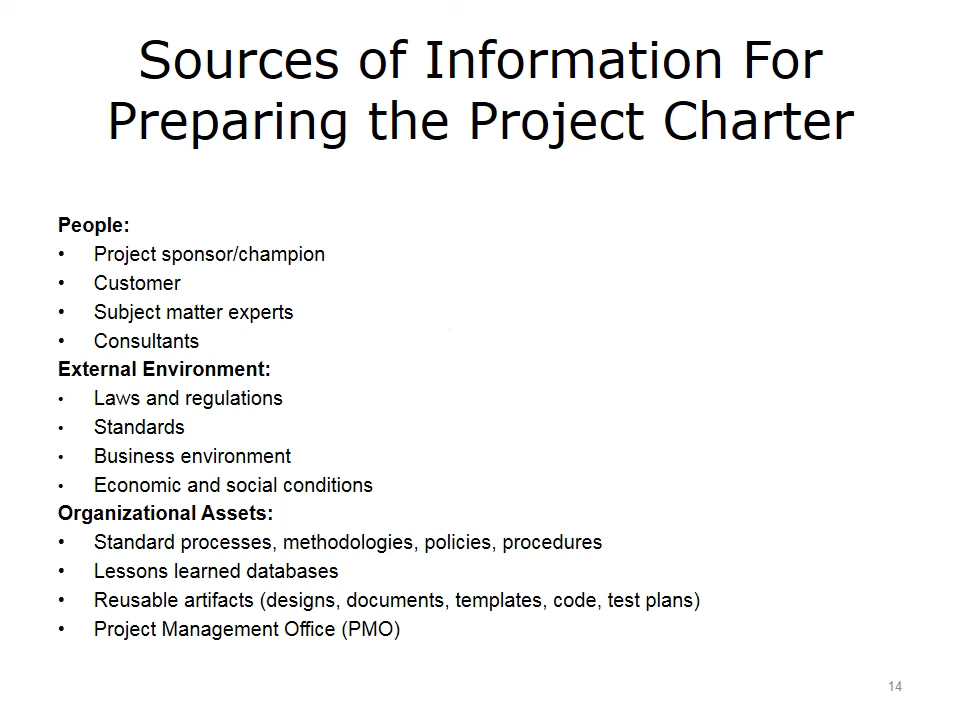 Sources of Information For
Preparing the Project Charter
People:
• Project sponsor/champion
• Customer
• Subject matter experts
• Consultants
External Environment:
• Laws and regulations
• Standards
• Business environment
• Economic and social conditions
Organizational Assets:
• Standard processes, methodologies, policies, procedures
• Lessons learned databases
• Reusable artifacts (designs, documents, templates, code, test plans)
• Project Management Office (PMO)
14